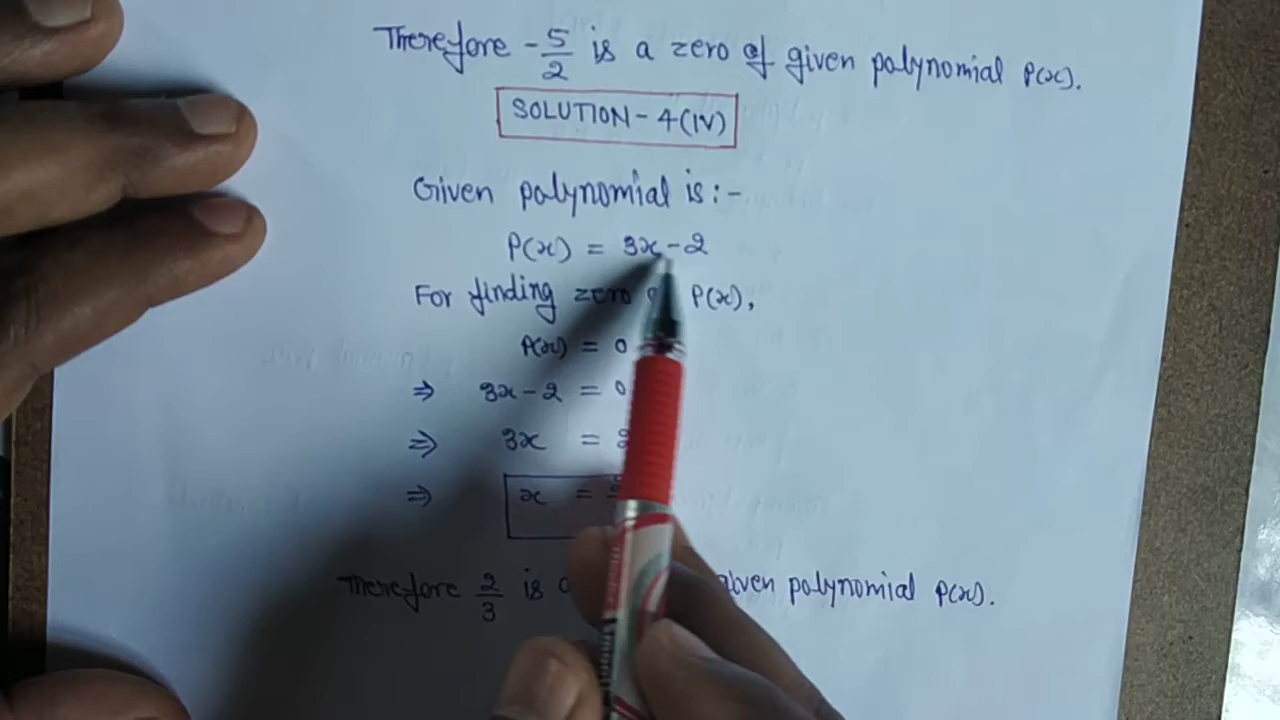 Therefore -5/2 is a zero of given polynomial P(x).
SOLUTION-4(IV)
Given polynomial is:-
P(x) = 3x-2
For finding zero P(x),
P(x) = 0
⇒ 3x-2 = 0
⇒ 3x = 2
⇒ x =
Therefore 2/3 is given polynomial P(x).